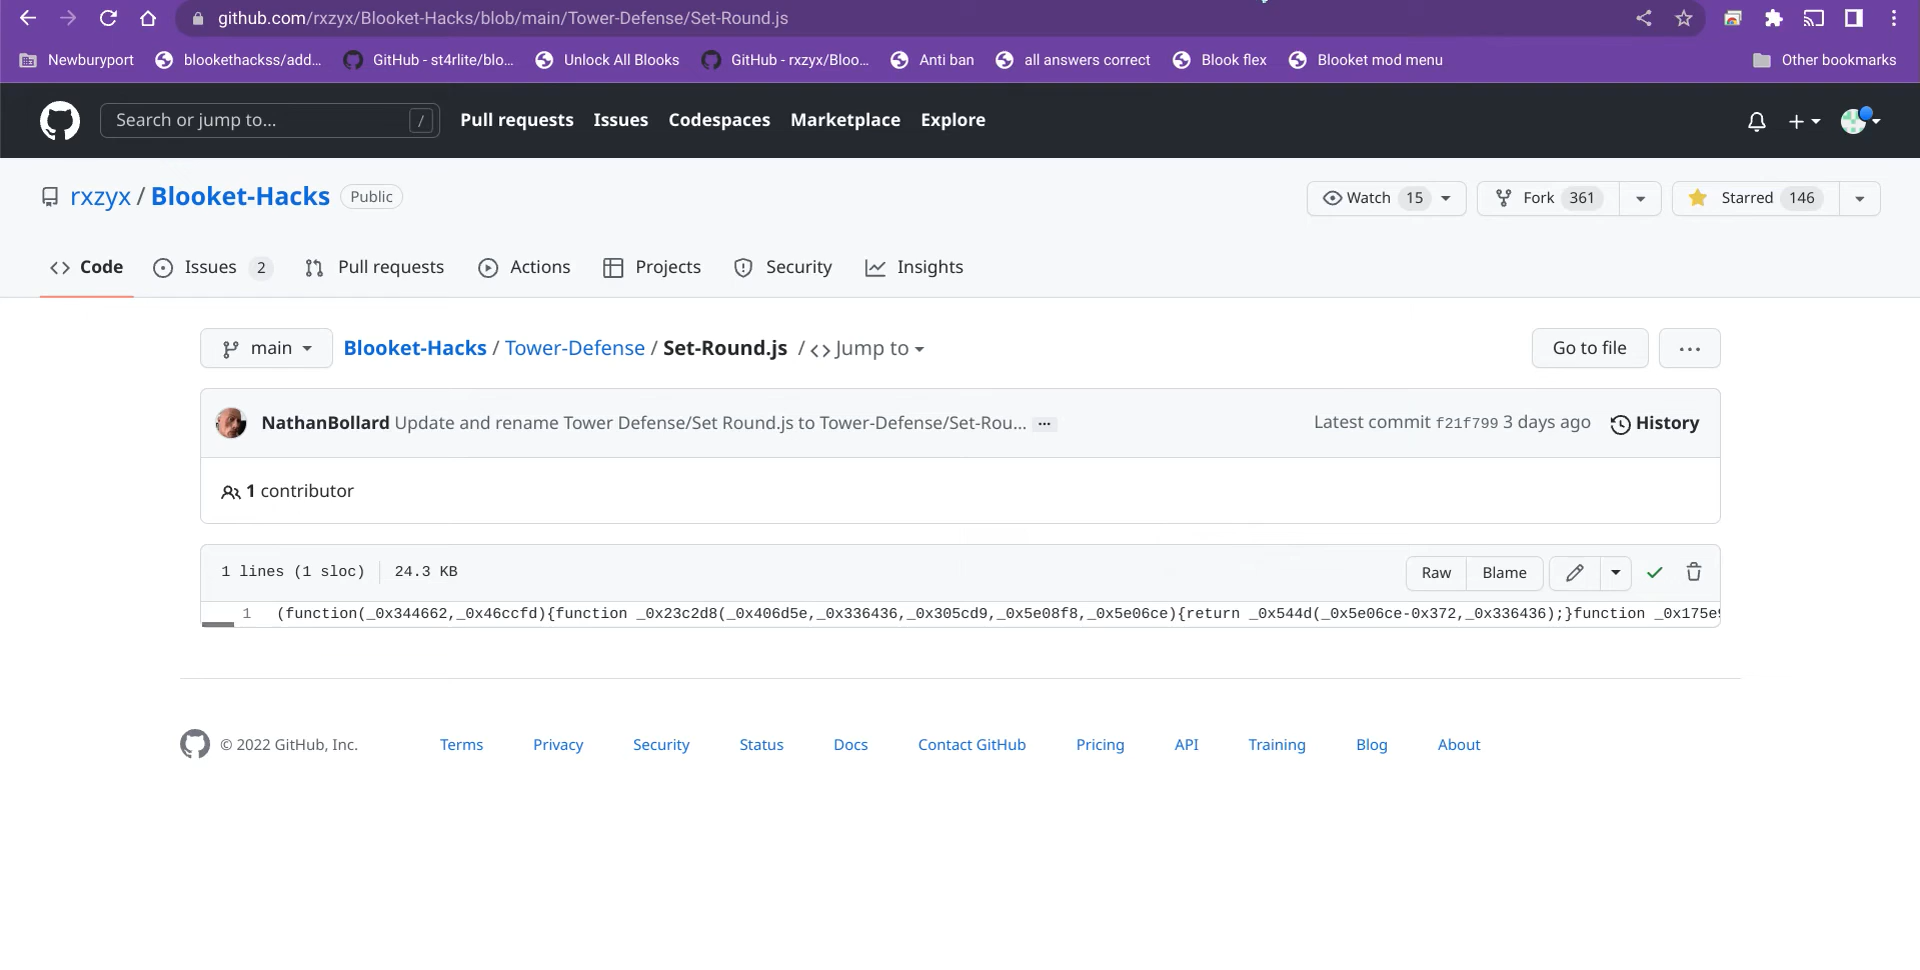 github.com/rxzyx/Blooket-Hacks/blob/main/Tower-Defense/Set-Round.js
Newburyport blookethackss/add... GitHub - st4rlite/blo... Unlock All Blooks GitHub - rxzyx/Bloo... Anti ban all answers correct Blook flex Blooket mod menu Other bookmarks
Search or jump to... / Pull requests Issues Codespaces Marketplace Explore
rxzyx / Blooket-Hacks Public Watch 15 Fork 361 Starred 146
Code Issues 2 Pull requests Actions Projects Security Insights
main Blooket-Hacks / Tower-Defense / Set-Round.js / <> Jump to Go to file ...
NathanBollard Update and rename Tower Defense/Set Round.js to Tower-Defense/Set-Rou... ... Latest commit f21f799 3 days ago History
1 contributor
1 lines (1 sloc) 24.3 KB Raw Blame
1 (function(_0x344662,_0x46ccfd){function _0x23c2d8(_0x406d5e,_0x336436,_0x305cd9,_0x5e08f8,_0x5e06ce){return _0x544d(_0x5e06ce-0x372,_0x336436);}function _0x175e9
© 2022 GitHub, Inc. Terms Privacy Security Status Docs Contact GitHub Pricing API Training Blog About